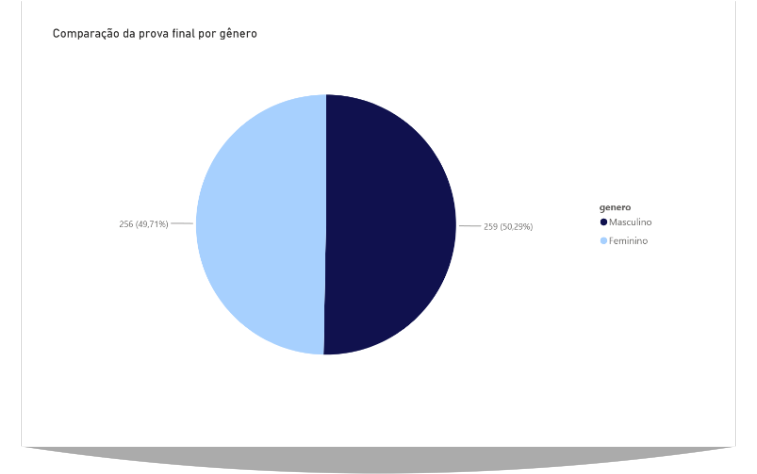 Comparação da prova final por gênero
256 (49,71%)
259 (50,29%)
genero
Masculino
Feminino